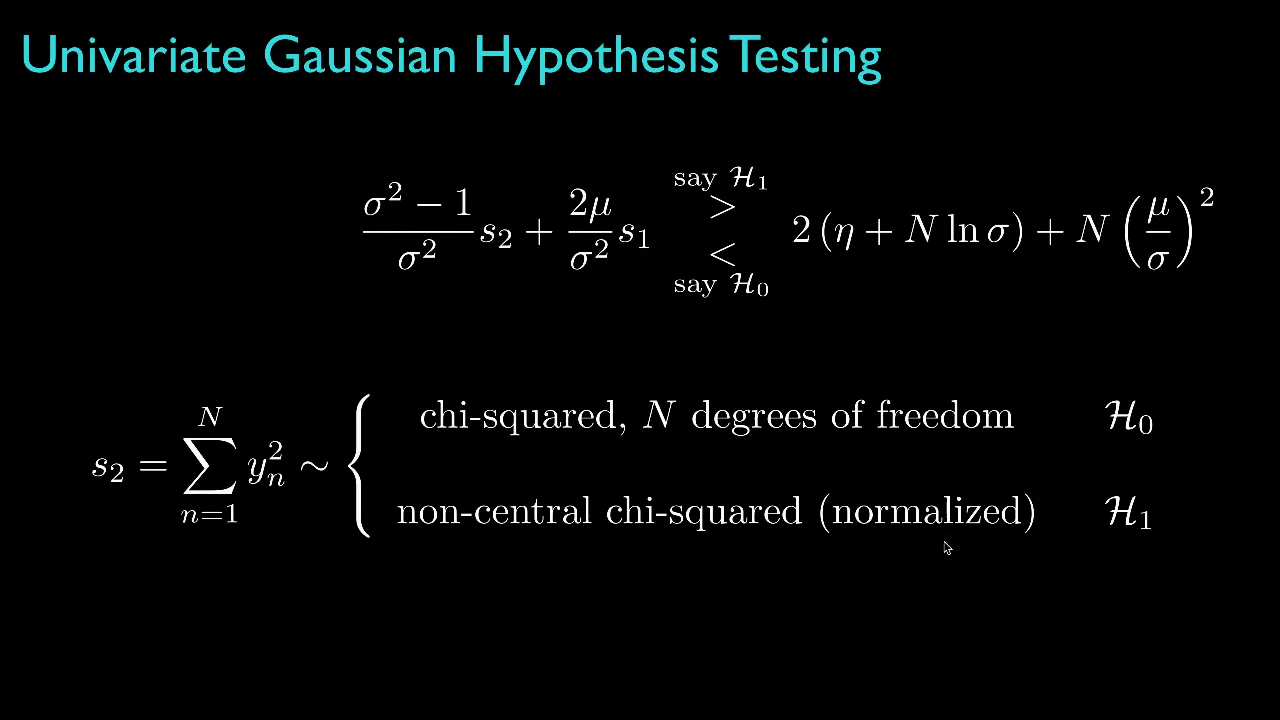 Univariate Gaussian Hypothesis Testing
say H₁
(σ² − 1)/σ² s₂ + 2μ/σ² s₁ > < 2 (η + N ln σ) + N (μ/σ)²
say H₀
s₂ = ∑_{n=1}^{N} y_n² ∼ {
chi-squared, N degrees of freedom H₀
non-central chi-squared (normalized) H₁